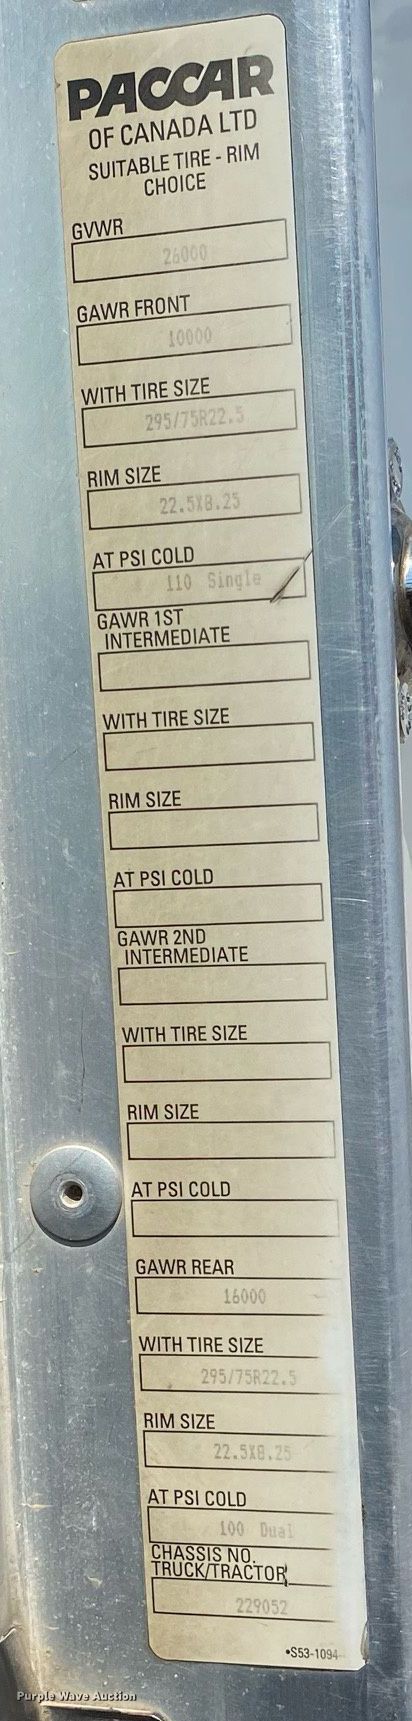 PACCAR
OF CANADA LTD
SUITABLE TIRE - RIM
CHOICE
GVWR
26000
GAWR FRONT
10000
WITH TIRE SIZE
295/75R22.5
RIM SIZE
22.5X8.25
AT PSI COLD
110 Single
GAWR 1ST
INTERMEDIATE
WITH TIRE SIZE
RIM SIZE
AT PSI COLD
GAWR 2ND
INTERMEDIATE
WITH TIRE SIZE
RIM SIZE
AT PSI COLD
GAWR REAR
16000
WITH TIRE SIZE
295/75R22.5
RIM SIZE
22.5X8.25
AT PSI COLD
100 Dual
CHASSIS NO.
TRUCK/TRACTOR
229052
•S53-1094
Purple Wave Auction